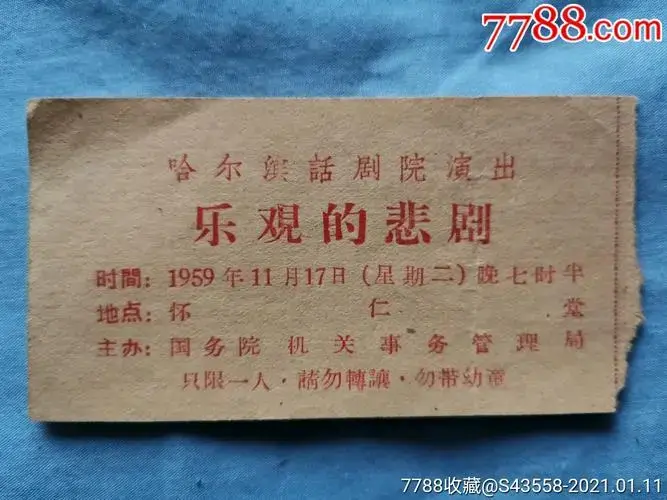 7788.com
哈尔滨話剧院演出
乐观的悲剧
时間：1959年11月17日（星期二）晚七时半
地点：怀仁堂
主办：国务院机关事务管理局
只限一人・請勿轉讓・勿帶幼童
7788收藏@S43558-2021.01.11